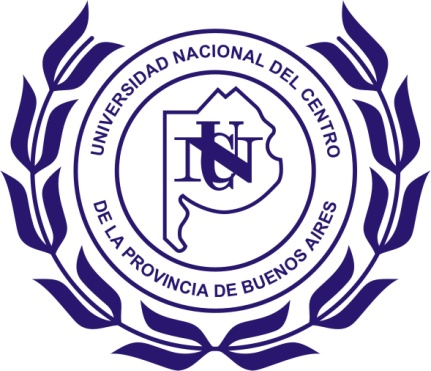 UNIVERSIDAD NACIONAL DEL CENTRO
DE LA PROVINCIA DE BUENOS AIRES
UNC